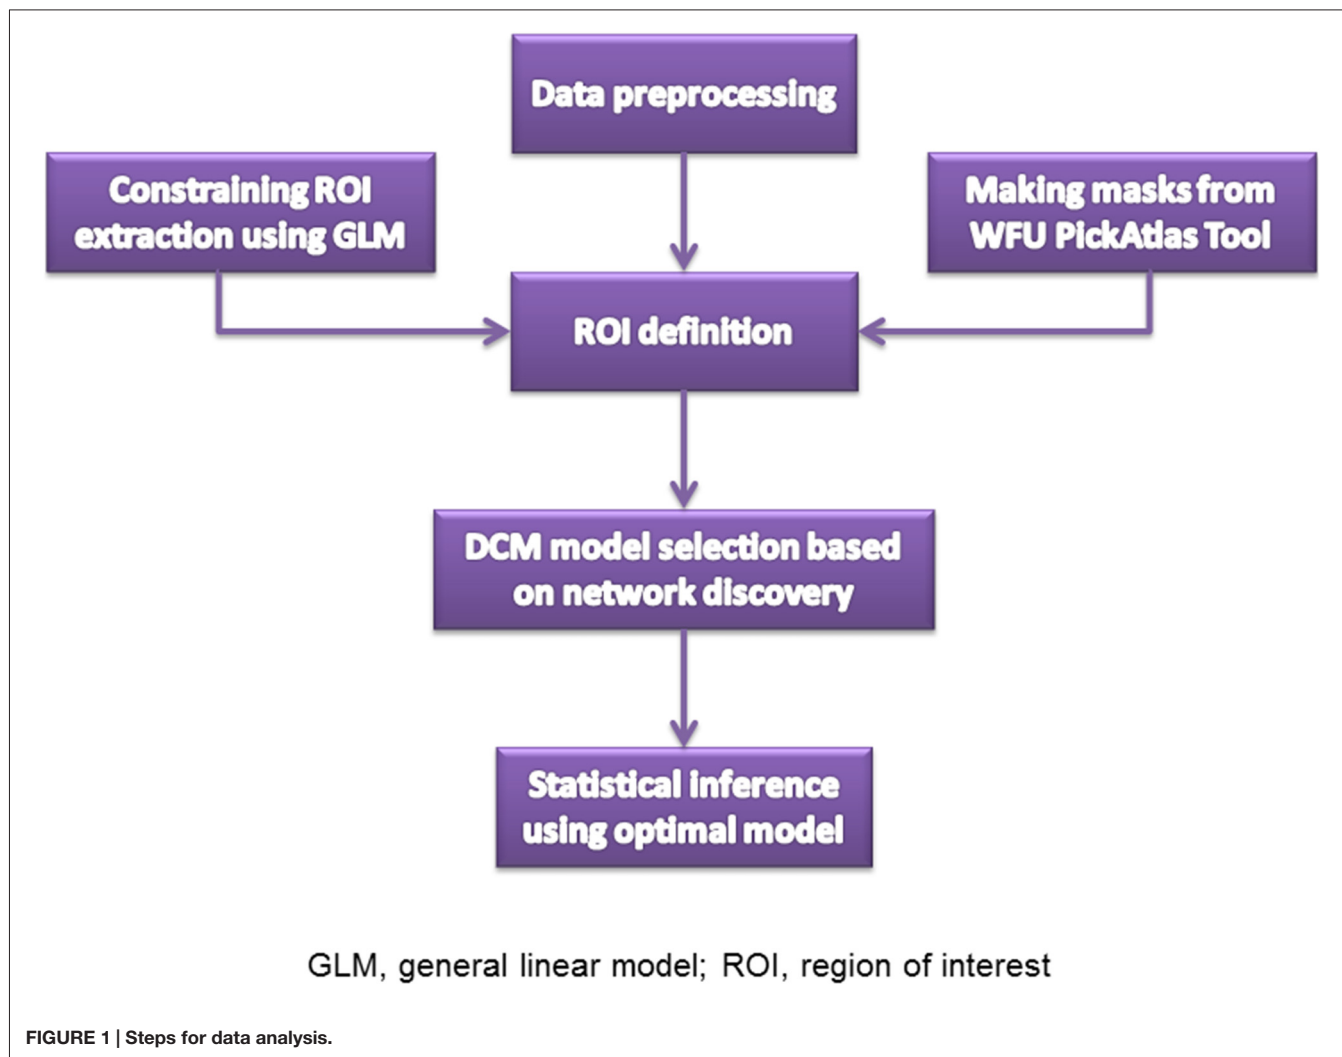 Data preprocessing
Constraining ROI
extraction using GLM
Making masks from
WFU PickAtlas Tool
ROI definition
DCM model selection based
on network discovery
Statistical inference
using optimal model
GLM, general linear model; ROI, region of interest
FIGURE 1 | Steps for data analysis.